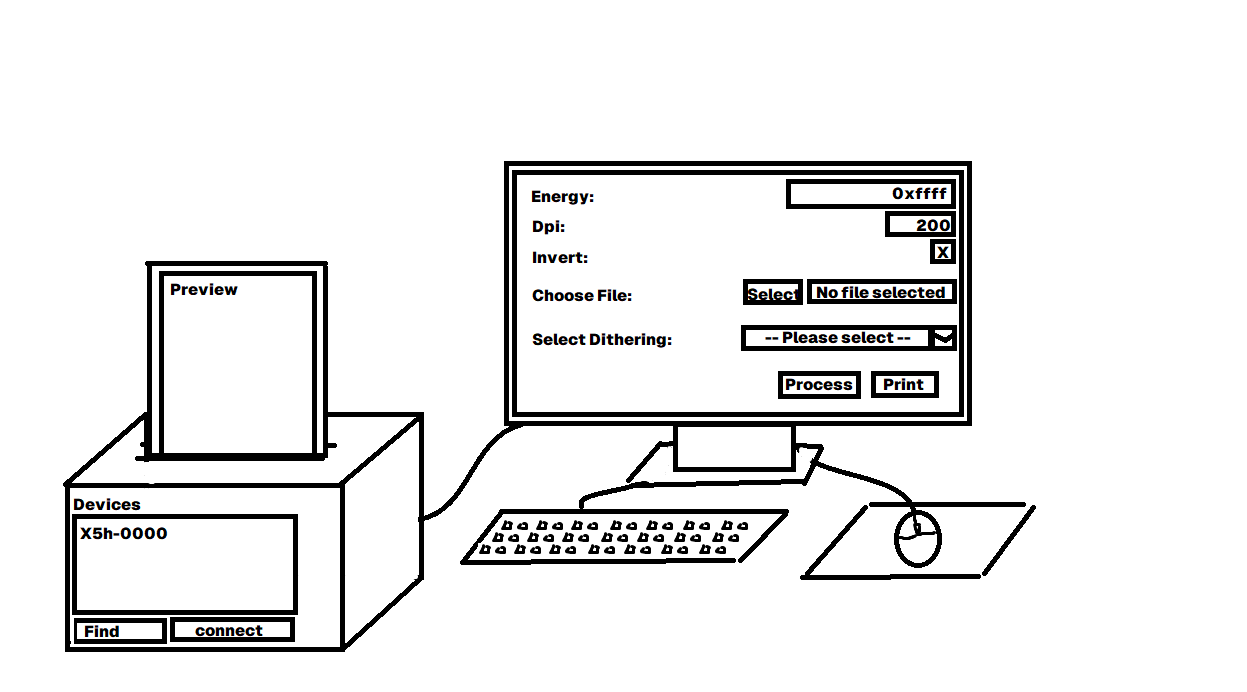 Energy: 0xffff
Dpi: 200
Invert: X
Choose File: Select No file selected
Select Dithering: -- Please select --
Process Print
Preview
Devices
X5h-0000
Find connect